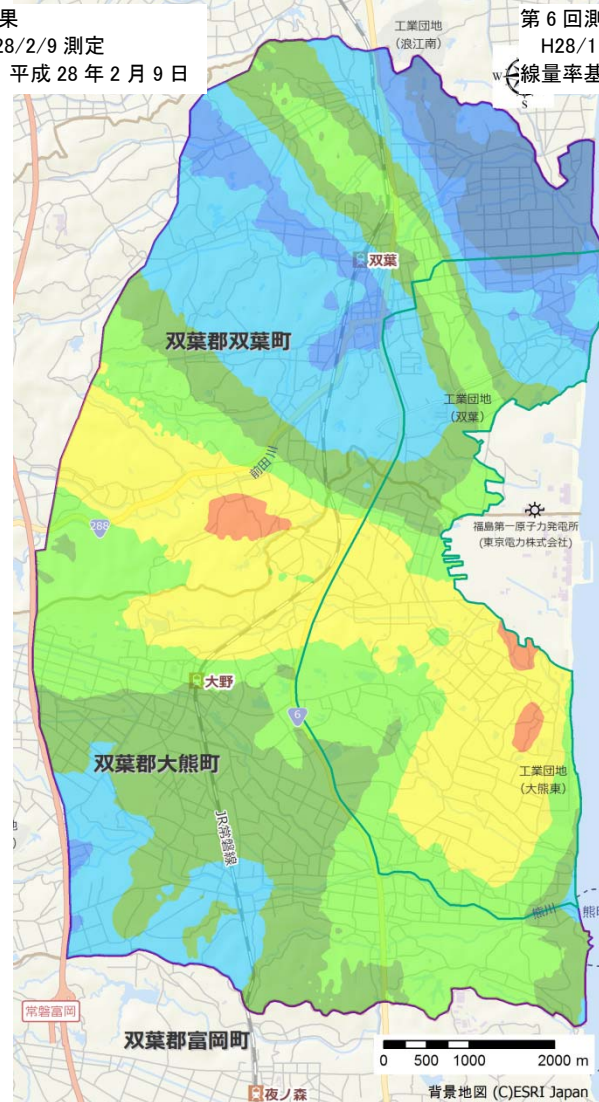 果
28/2/9 測定
平成 28 年 2 月 9 日
第 6 回測
H28/1
線量率基
工業団地
(浪江南)
W
S
双葉
双葉郡双葉町
工業団地
(双葉)
前田川
福島第一原子力発電所
(東京電力株式会社)
288
大野
6
双葉郡大熊町
工業団地
(大熊東)
JR常磐線
熊川
熊
常磐富岡
双葉郡富岡町
0 500 1000 2000 m
背景地図 (C)ESRI Japan
夜ノ森